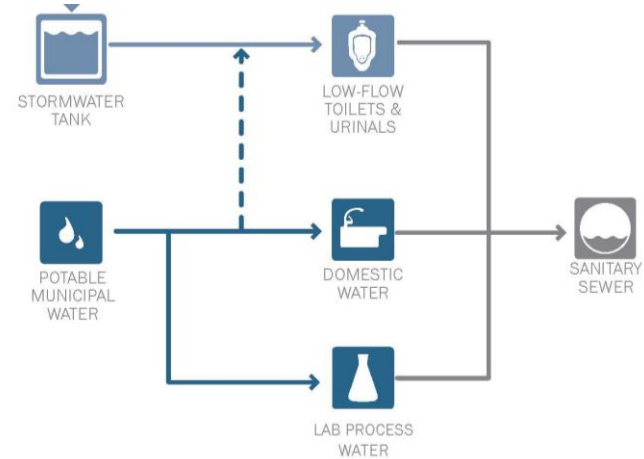 STORMWATER
TANK
LOW-FLOW
TOILETS &
URINALS
POTABLE
MUNICIPAL
WATER
DOMESTIC
WATER
SANITARY
SEWER
LAB PROCESS
WATER